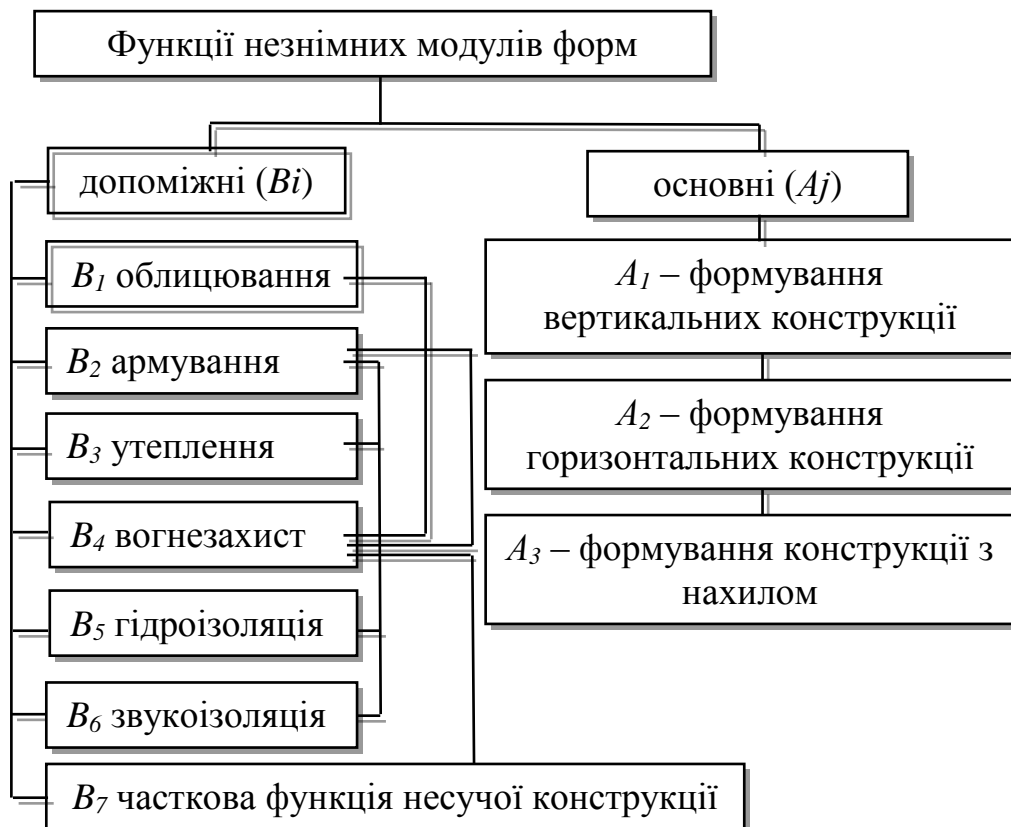 Функції незнімних модулів форм
допоміжні (Bi)
основні (Aj)
B1 облицювання
B2 армування
B3 утеплення
B4 вогнезахист
B5 гідроізоляція
B6 звукоізоляція
B7 часткова функція несучої конструкції
A1 – формування
вертикальних конструкції
A2 – формування
горизонтальних конструкції
A3 – формування конструкції з
нахилом